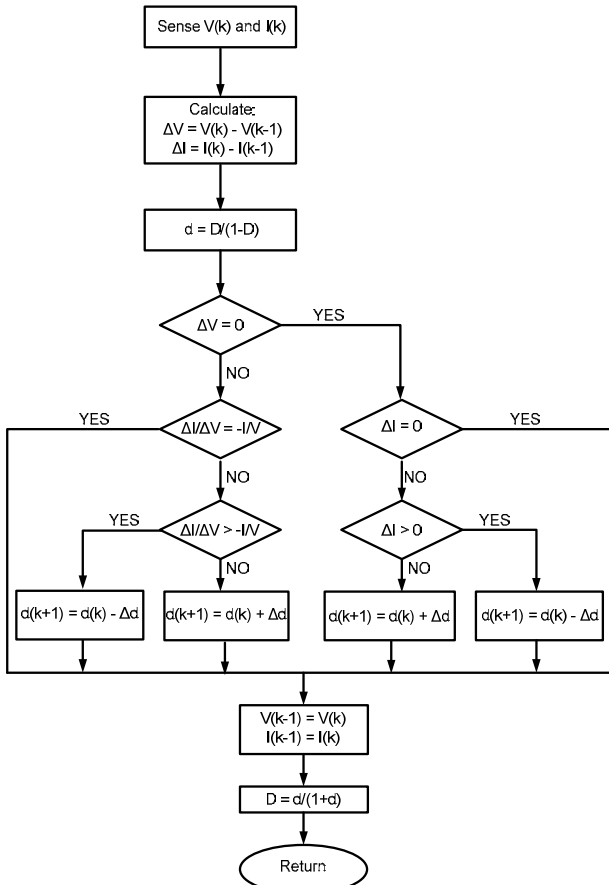 Sense V(k) and I(k)
Calculate:
ΔV = V(k) - V(k-1)
ΔI = I(k) - I(k-1)
d = D/(1-D)
ΔV = 0
YES
NO
YES
ΔI/ΔV = -I/V
ΔI = 0
YES
NO
NO
YES
ΔI/ΔV > -I/V
ΔI > 0
YES
NO
NO
d(k+1) = d(k) - Δd
d(k+1) = d(k) + Δd
d(k+1) = d(k) + Δd
d(k+1) = d(k) - Δd
V(k-1) = V(k)
I(k-1) = I(k)
D = d/(1+d)
Return